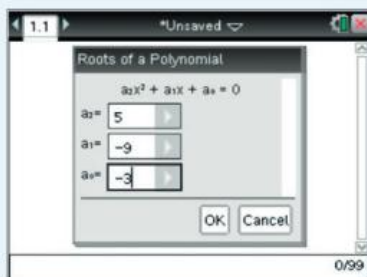 1.1
*Unsaved
Roots of a Polynomial
a₂x² + a₁x + a₀ = 0
a₂= 5
a₁= -9
a₀= -3
OK Cancel
0/99